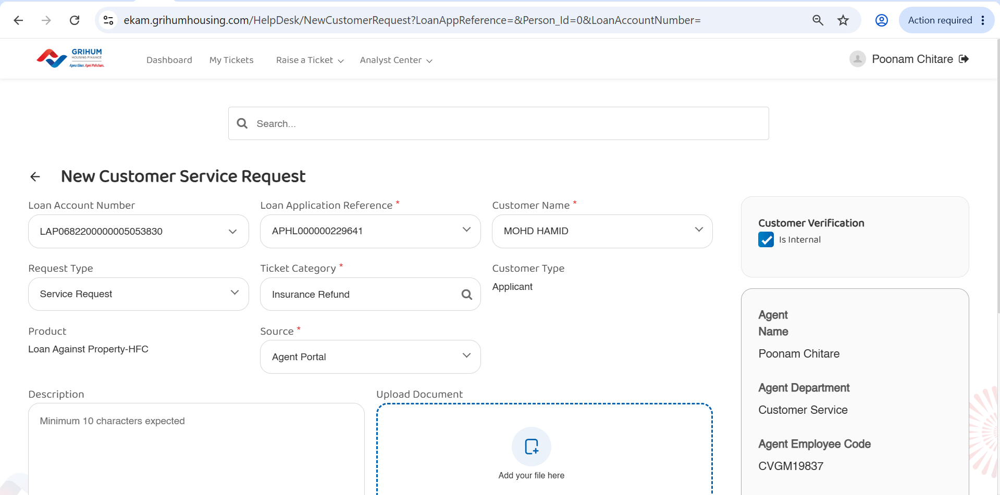 ekam.grihumhousing.com/HelpDesk/NewCustomerRequest?LoanAppReference=&Person_Id=0&LoanAccountNumber=
Action required
GRIHUM
HOUSING FINANCE
Apna Ghar. Apni Pehchan.
Dashboard
My Tickets
Raise a Ticket
Analyst Center
Poonam Chitare
Search...
New Customer Service Request
Loan Account Number
LAP0682200000005053830
Loan Application Reference *
APHL000000229641
Customer Name *
MOHD HAMID
Request Type
Service Request
Ticket Category *
Insurance Refund
Customer Type
Applicant
Product
Loan Against Property-HFC
Source *
Agent Portal
Description
Minimum 10 characters expected
Upload Document
Add your file here
Customer Verification
Is Internal
Agent
Name
Poonam Chitare
Agent Department
Customer Service
Agent Employee Code
CVGM19837